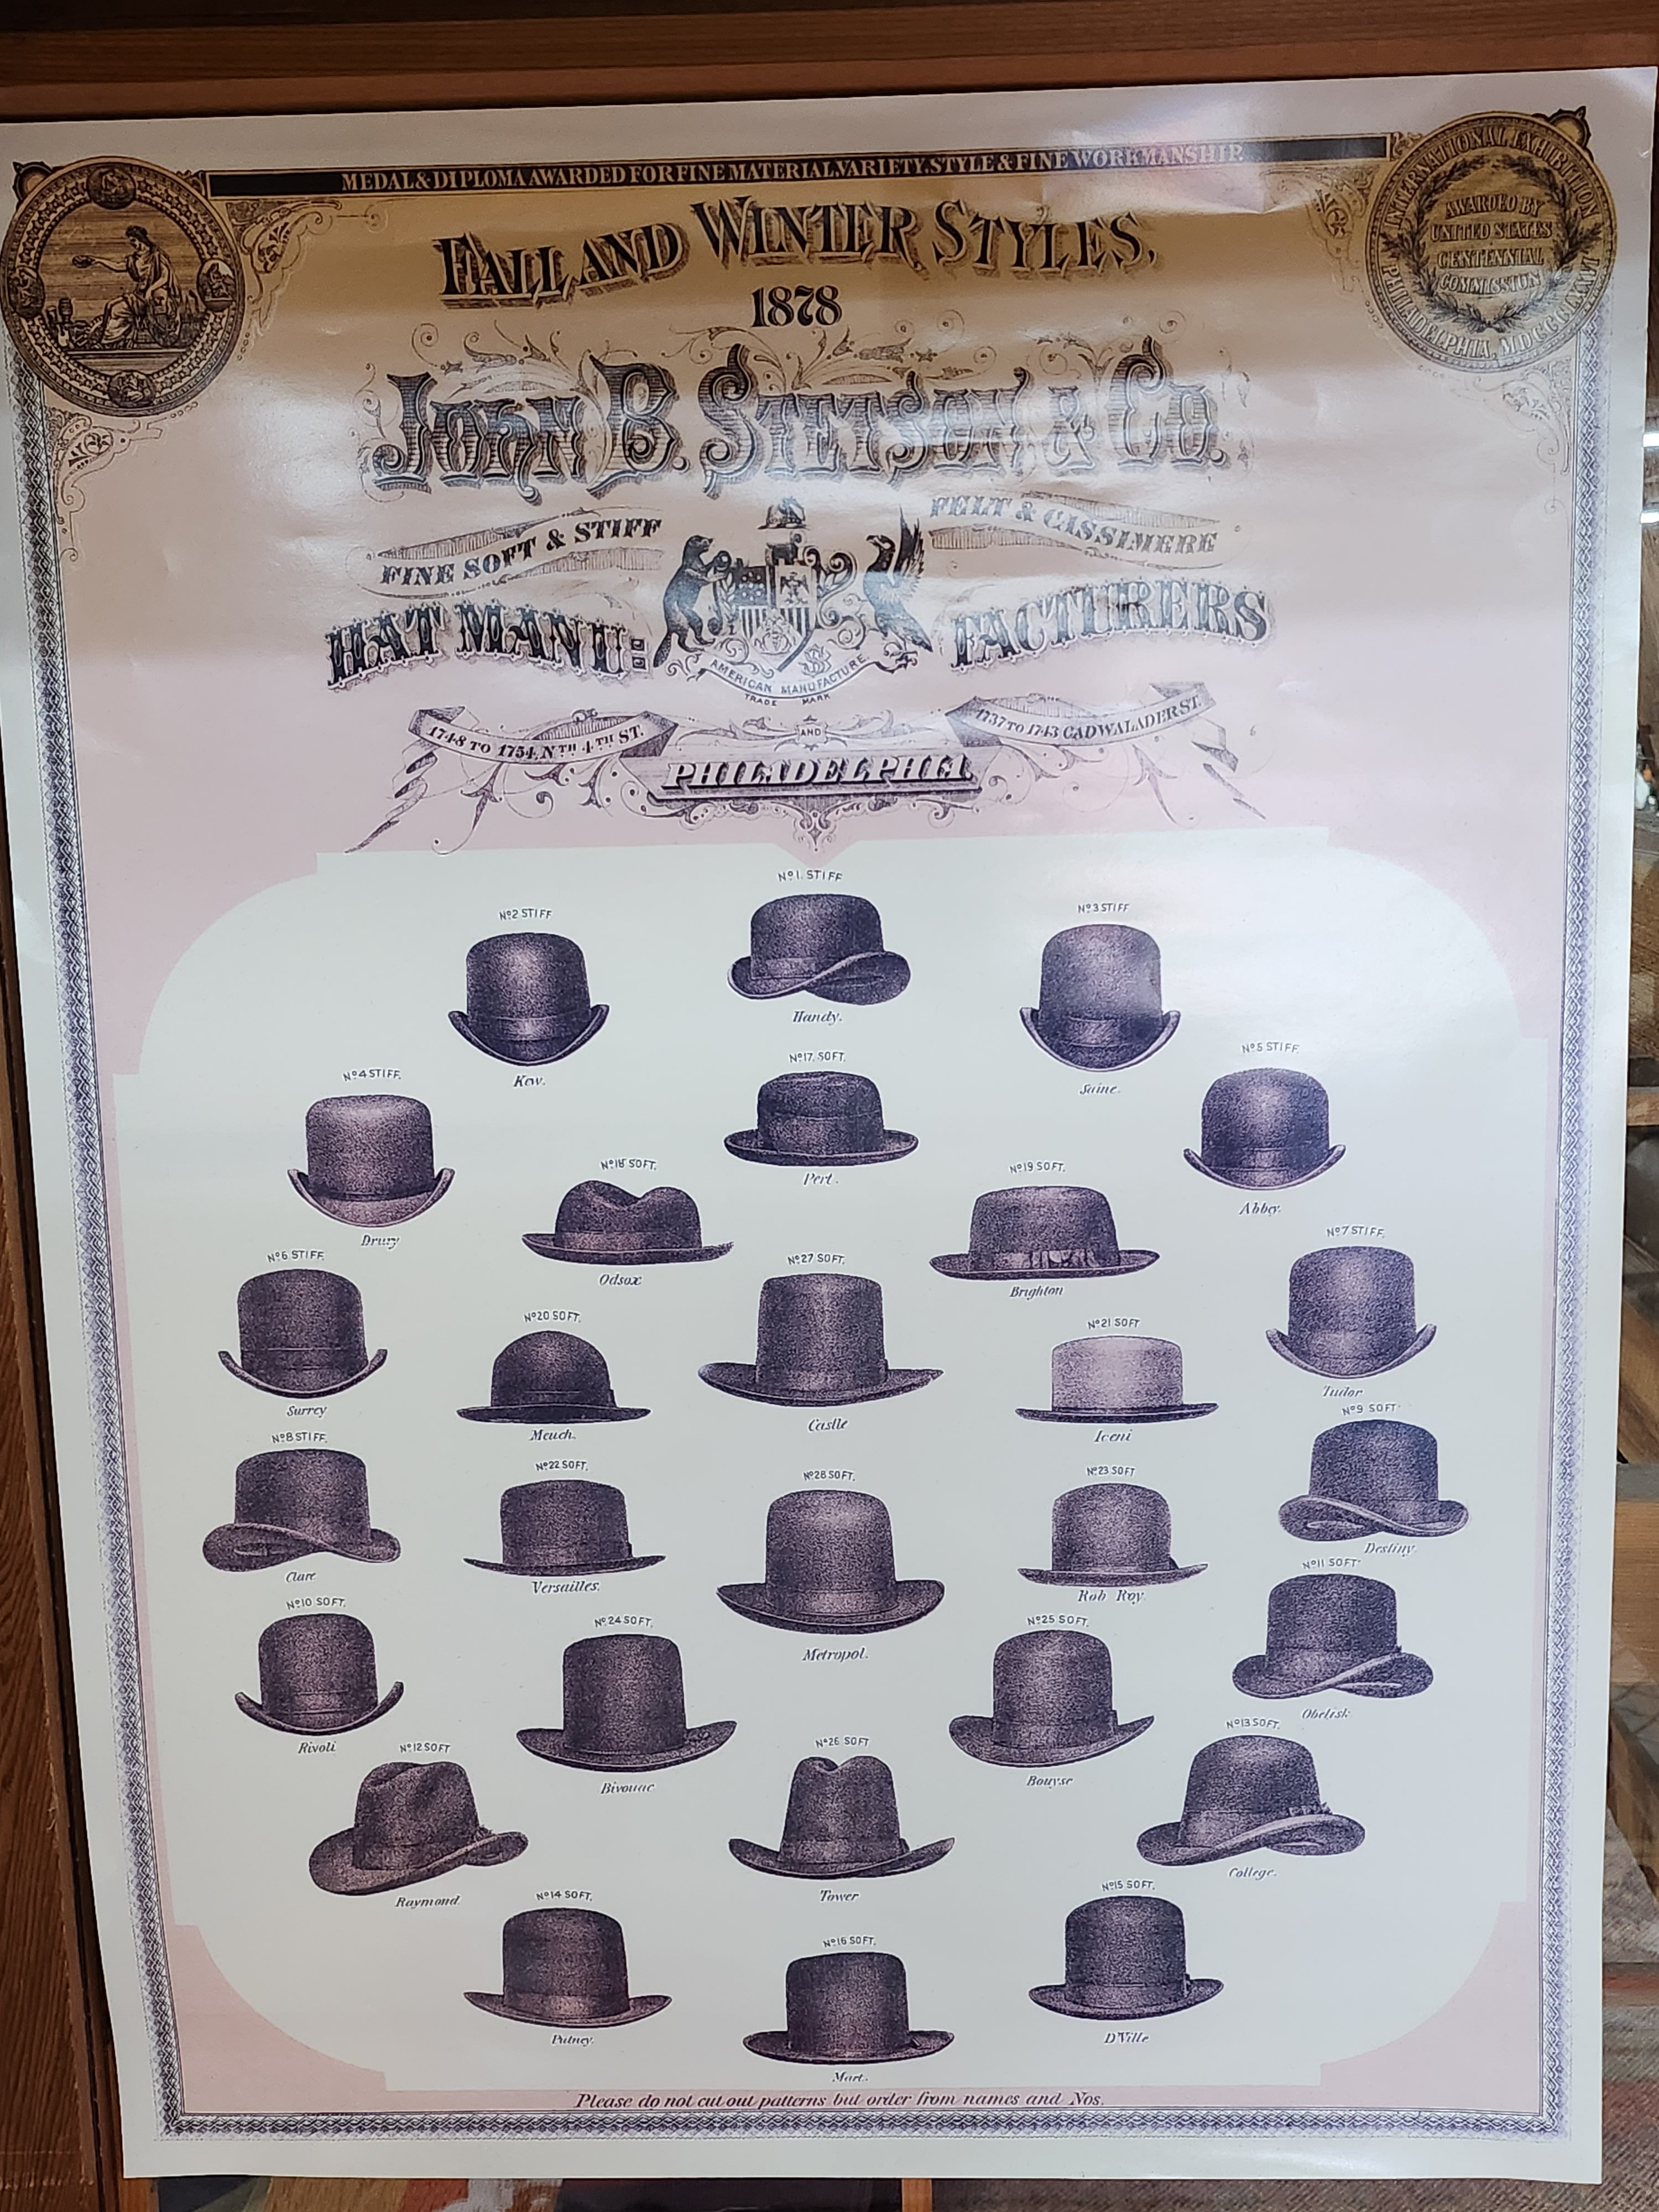 MEDAL & DIPLOMA AWARDED FOR FINE MATERIAL, VARIETY, STYLE & FINE WORKMANSHIP.
INTERNATIONAL EXHIBITION
PHILADELPHIA, MDCCCLXXVI
AWARDED BY
UNITED STATES
CENTENNIAL
COMMISSION
FALL AND WINTER STYLES,
1878
JOHN B. STETSON & CO.
FINE SOFT & STIFF
FELT & CASSIMERE
HAT MANU=
FACTURERS
AMERICAN MANUFACTURE.
TRADE MARK
1748 TO 1754, NTH 4TH ST.
AND
1737 TO 1743 CADWALADER ST.
PHILADELPHIA.
No 1. STIFF
Handy.
No 2 STIFF
Kew.
No 3 STIFF
Saine.
No 4 STIFF.
Drury
No 17. SOFT.
Pert.
No 5 STIFF.
Abbey.
No 18 SOFT.
Odsox
No 19 SOFT.
Brighton
No 6 STIFF.
Surrey
No 27 SOFT.
Castle
No 7 STIFF.
Tudor
No 20 SOFT.
Meuch.
No 21 SOFT
Iceni
No 8 STIFF.
Clare
No 22 SOFT.
Versailles.
No 28 SOFT.
Metropol.
No 23 SOFT
Rob Roy.
No 9 SOFT
Destiny.
No 10 SOFT.
Rivoli
No 24 SOFT.
Bivouac
No 25 SOFT.
Bouyse
No 11 SOFT
Obelisk
No 12 SOFT
Raymond.
No 26 SOFT
Tower
No 13 SOFT.
College.
No 14 SOFT.
Putney.
No 16 SOFT.
Mart.
No 15 SOFT.
D'Ville
Please do not cut out patterns but order from names and Nos.